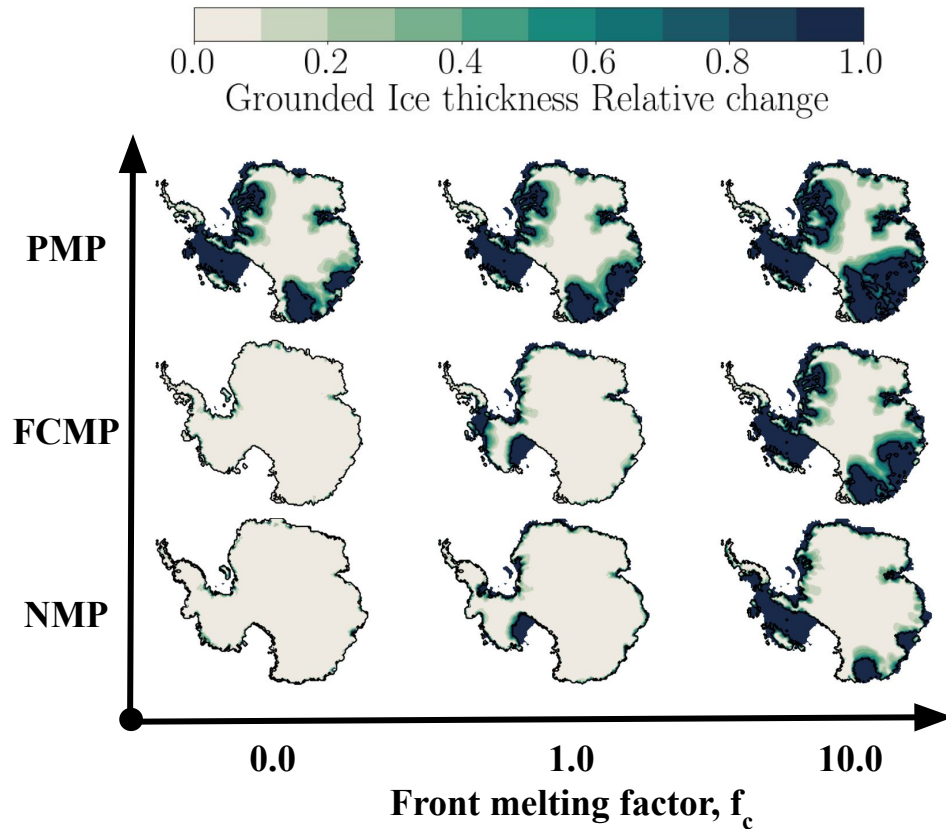 0.0 0.2 0.4 0.6 0.8 1.0
Grounded Ice thickness Relative change
PMP
FCMP
NMP
0.0 1.0 10.0
Front melting factor, f_c